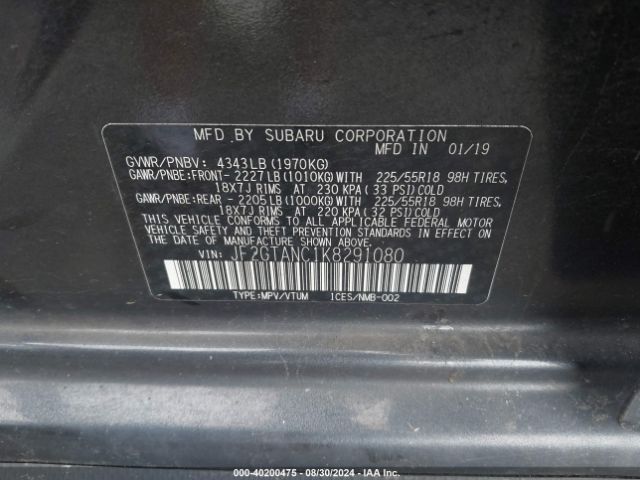 MFD.BY SUBARU CORPORATION
MFD IN 01/19
GVWR/PNBV: 4343LB(1970KG)
GAWR/PNBE:FRONT- 2227LB(1010KG)WITH 225/55R18 98H TIRES,
18X7J RIMS AT 230 KPA(33 PSI)COLD
GAWR/PNBE:REAR - 2205LB(1000KG)WITH 225/55R18 98H TIRES,
18X7J RIMS AT 220 KPA(32 PSI)COLD
THIS VEHICLE CONFORMS TO ALL APPLICABLE FEDERAL MOTOR
VEHICLE SAFETY AND BUMPER STANDARDS IN EFFECT ON THE
DATE OF MANUFACTURE SHOWN ABOVE.
VIN: JF2GTANC1K8291080
TYPE:MPV/VTUM 1CES/NMB-002
000-40200475 - 08/30/2024 - IAA Inc.